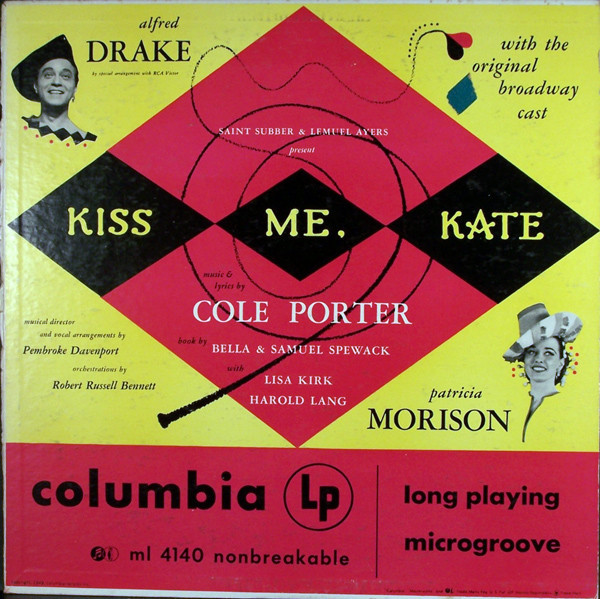 alfred
DRAKE
by special arrangement with RCA Victor
with the
original
broadway
cast
SAINT SUBBER & LEMUEL AYERS
present
KISS ME, KATE
music &
lyrics by
COLE PORTER
book by
BELLA & SAMUEL SPEWACK
with
LISA KIRK
HAROLD LANG
musical director
and vocal arrangements by
Pembroke Davenport
orchestrations by
Robert Russell Bennett
patricia
MORISON
columbia Lp
ml 4140 nonbreakable
long playing
microgroove